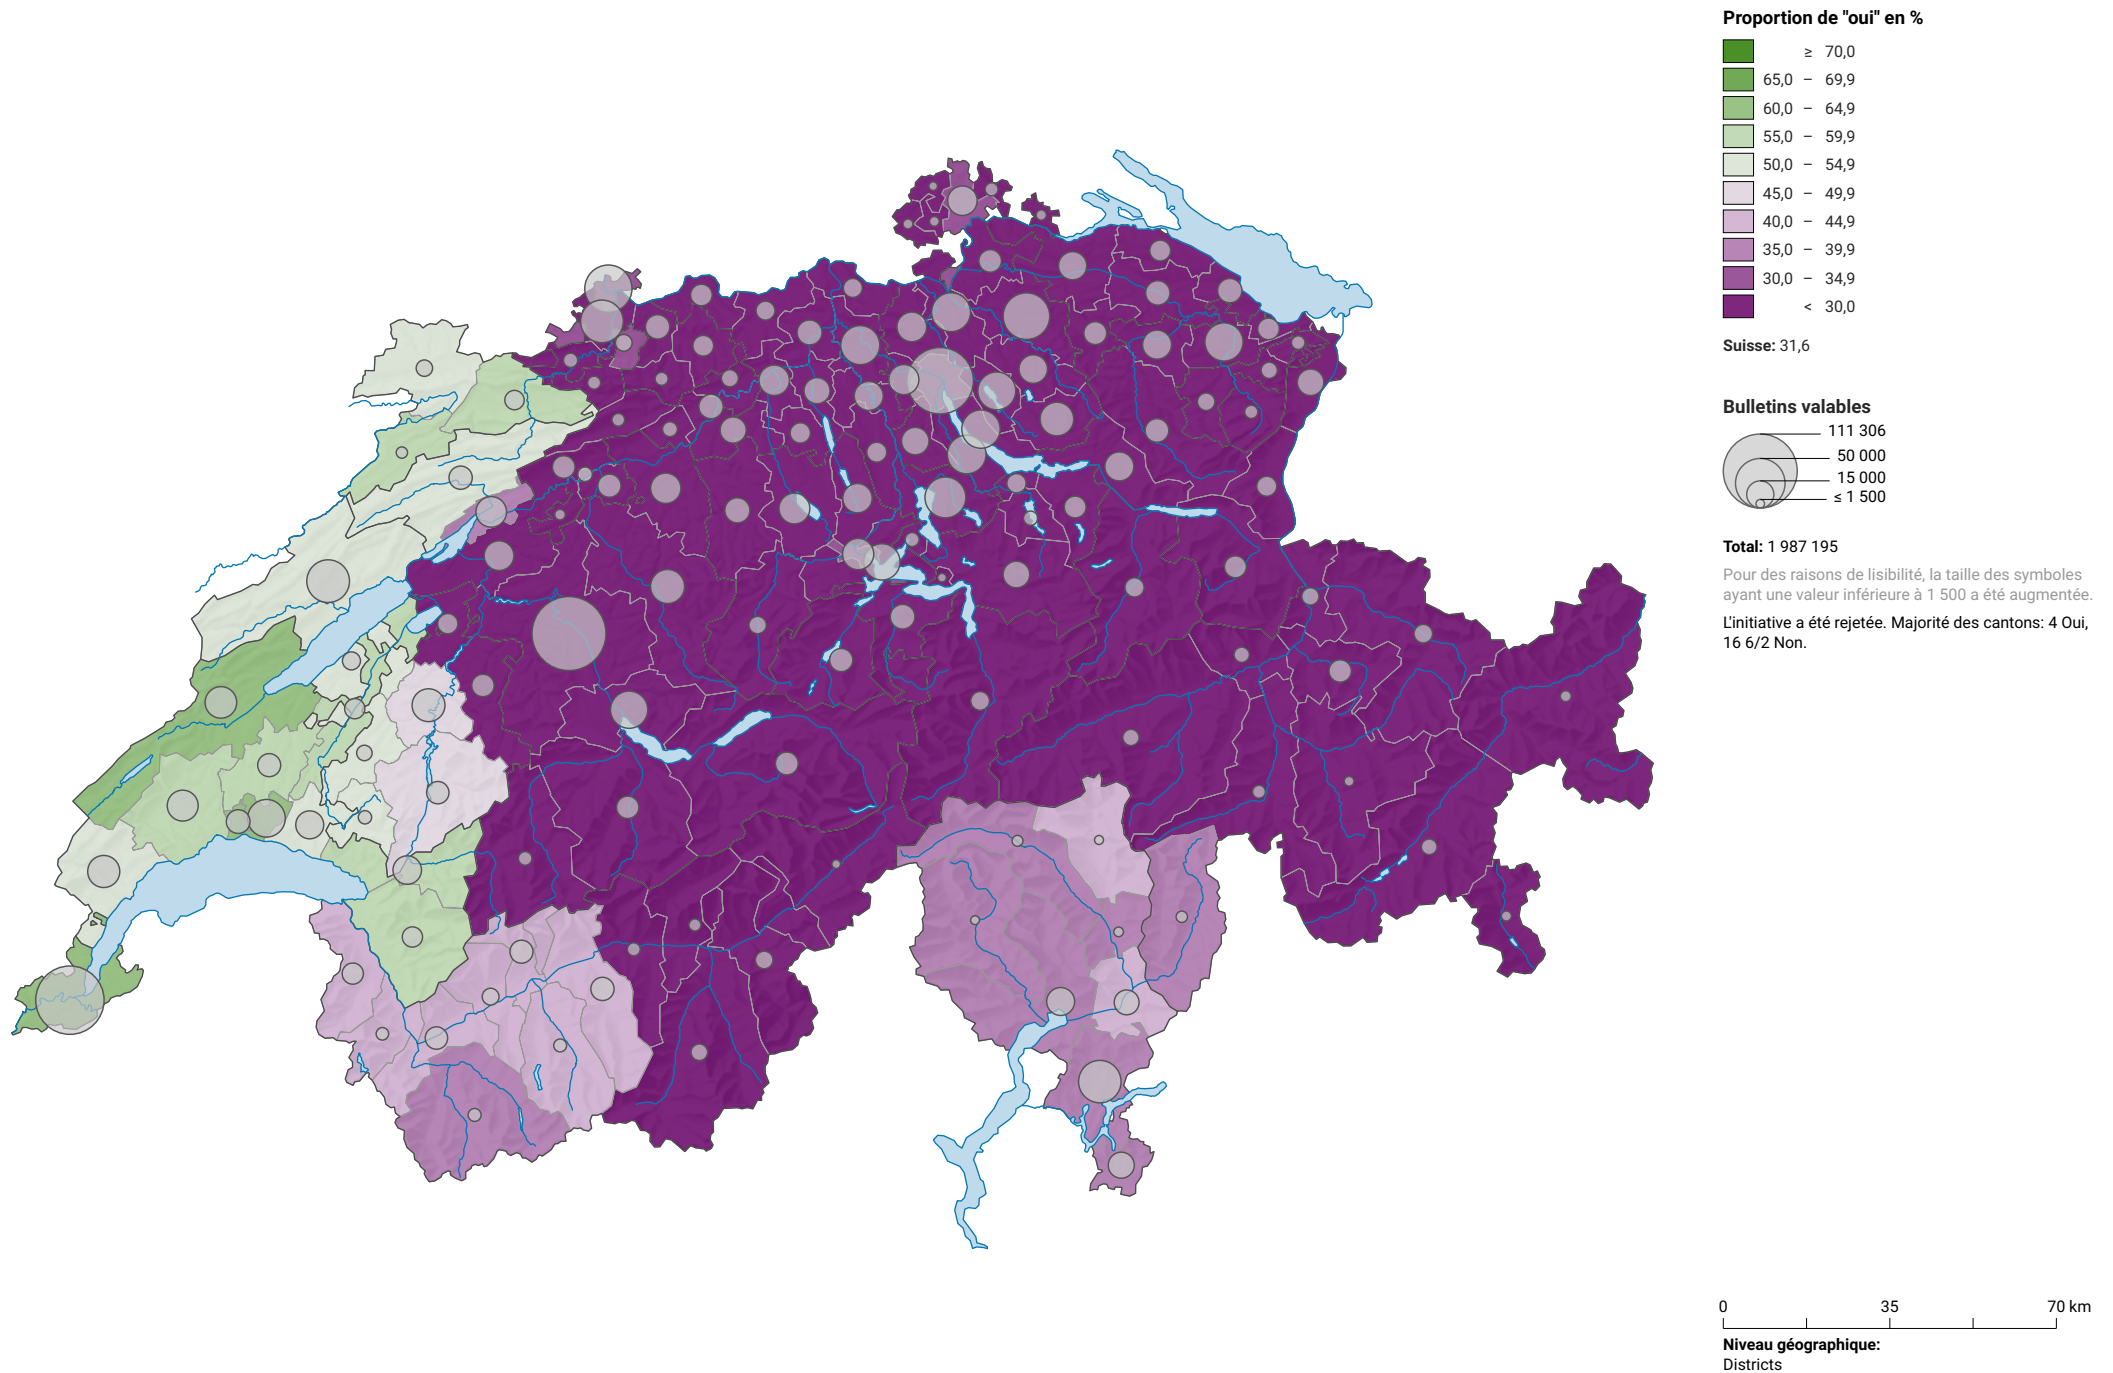 Proportion de "oui" en %
≥ 70,0
65,0 – 69,9
60,0 – 64,9
55,0 – 59,9
50,0 – 54,9
45,0 – 49,9
40,0 – 44,9
35,0 – 39,9
30,0 – 34,9
< 30,0
Suisse: 31,6
Bulletins valables
111 306
50 000
15 000
≤ 1 500
Total: 1 987 195
Pour des raisons de lisibilité, la taille des symboles
ayant une valeur inférieure à 1 500 a été augmentée.
L'initiative a été rejetée. Majorité des cantons: 4 Oui,
16 6/2 Non.
0 35 70 km
Niveau géographique:
Districts